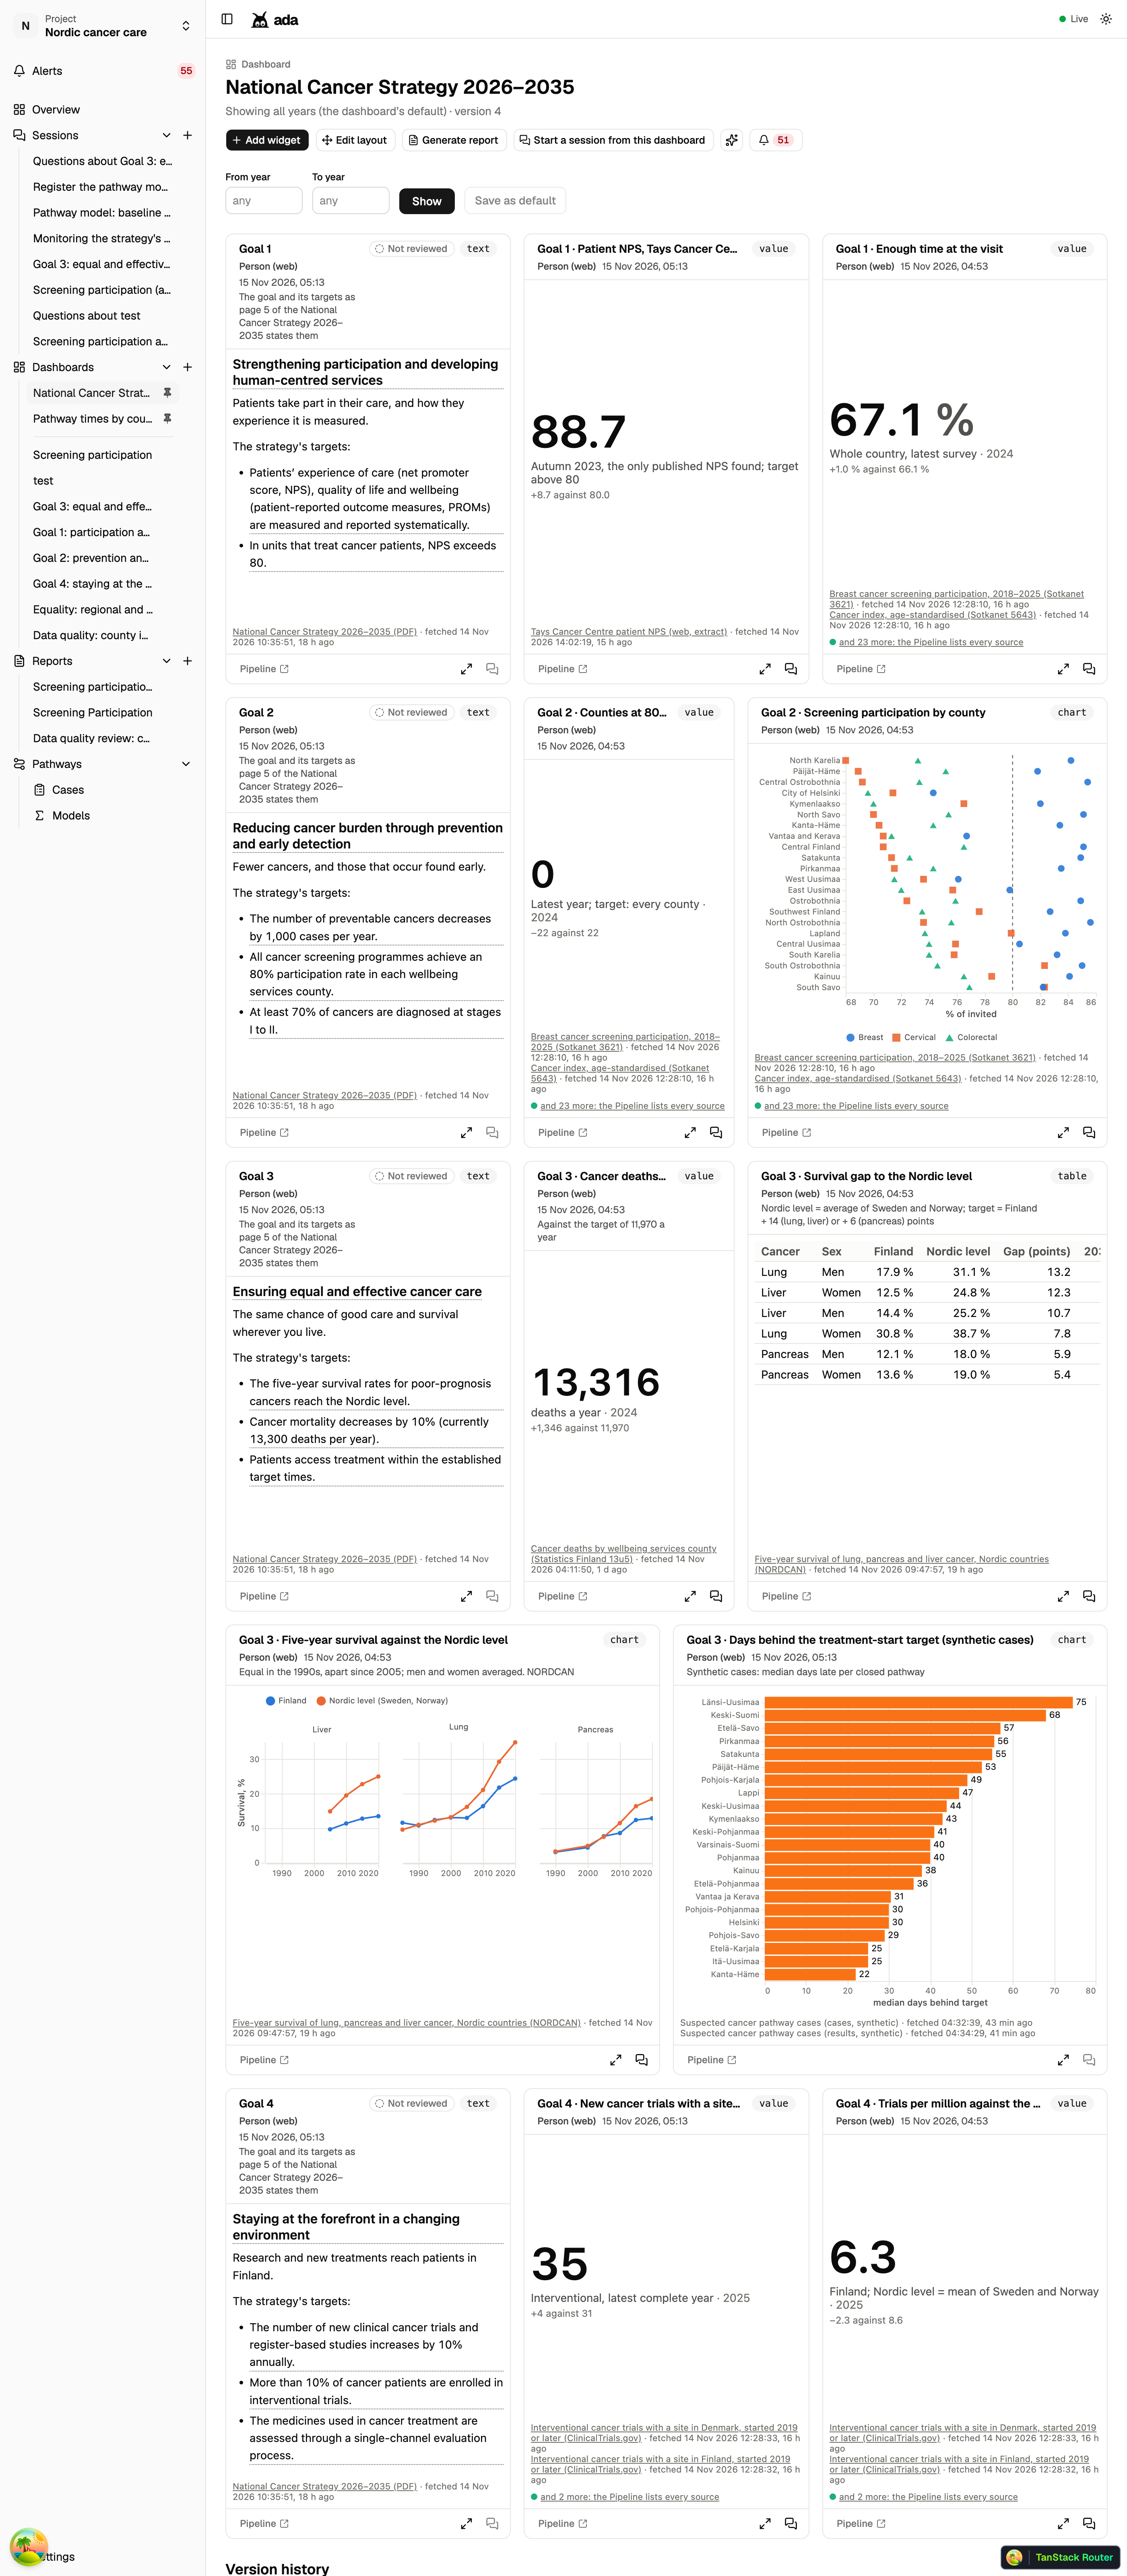 N
Project
Nordic cancer care
Alerts
55
Overview
Sessions
Questions about Goal 3: e...
Register the pathway mo...
Pathway model: baseline ...
Monitoring the strategy's ...
Goal 3: equal and effectiv...
Screening participation (a...
Questions about test
Screening participation a...
Dashboards
National Cancer Strat...
Pathway times by cou...
Screening participation
test
Goal 3: equal and effe...
Goal 1: participation a...
Goal 2: prevention an...
Goal 4: staying at the ...
Equality: regional and ...
Data quality: county i...
Reports
Screening participatio...
Screening Participation
Data quality review: c...
Pathways
Cases
Models
ttings
ada
Live
Dashboard
National Cancer Strategy 2026–2035
Showing all years (the dashboard's default) · version 4
Add widget
Edit layout
Generate report
Start a session from this dashboard
51
From year
To year
any
any
Show
Save as default
Goal 1
Not reviewed
text
Person (web)
15 Nov 2026, 05:13
The goal and its targets as
page 5 of the National
Cancer Strategy 2026–
2035 states them
Strengthening participation and developing
human-centred services
Patients take part in their care, and how they
experience it is measured.
The strategy's targets:
• Patients' experience of care (net promoter
score, NPS), quality of life and wellbeing
(patient-reported outcome measures, PROMs)
are measured and reported systematically.
• In units that treat cancer patients, NPS exceeds
80.
National Cancer Strategy 2026–2035 (PDF) · fetched 14 Nov
2026 10:35:51, 18 h ago
Pipeline
Goal 1 · Patient NPS, Tays Cancer Ce...
value
Person (web) 15 Nov 2026, 05:13
88.7
Autumn 2023, the only published NPS found; target
above 80
+8.7 against 80.0
Tays Cancer Centre patient NPS (web, extract) · fetched 14 Nov
2026 14:02:19, 15 h ago
Pipeline
Goal 1 · Enough time at the visit
value
Person (web) 15 Nov 2026, 04:53
67.1 %
Whole country, latest survey · 2024
+1.0 % against 66.1 %
Breast cancer screening participation, 2018–2025 (Sotkanet
3621) · fetched 14 Nov 2026 12:28:10, 16 h ago
Cancer index, age-standardised (Sotkanet 5643) · fetched 14
Nov 2026 12:28:10, 16 h ago
and 23 more: the Pipeline lists every source
Pipeline
Goal 2
Not reviewed
text
Person (web)
15 Nov 2026, 05:13
The goal and its targets as
page 5 of the National
Cancer Strategy 2026–
2035 states them
Reducing cancer burden through prevention
and early detection
Fewer cancers, and those that occur found early.
The strategy's targets:
• The number of preventable cancers decreases
by 1,000 cases per year.
• All cancer screening programmes achieve an
80% participation rate in each wellbeing
services county.
• At least 70% of cancers are diagnosed at stages
I to II.
National Cancer Strategy 2026–2035 (PDF) · fetched 14 Nov
2026 10:35:51, 18 h ago
Pipeline
Goal 2 · Counties at 80...
value
Person (web)
15 Nov 2026, 04:53
0
Latest year; target: every county ·
2024
−22 against 22
Breast cancer screening participation, 2018–
2025 (Sotkanet 3621) · fetched 14 Nov 2026
12:28:10, 16 h ago
Cancer index, age-standardised (Sotkanet
5643) · fetched 14 Nov 2026 12:28:10, 16 h
ago
and 23 more: the Pipeline lists every source
Pipeline
Goal 2 · Screening participation by county
chart
Person (web) 15 Nov 2026, 04:53
North Karelia
Päijät-Häme
Central Ostrobothnia
City of Helsinki
Kymenlaakso
North Savo
Kanta-Häme
Vantaa and Kerava
Central Finland
Satakunta
Pirkanmaa
West Uusimaa
East Uusimaa
Ostrobothnia
Southwest Finland
North Ostrobothnia
Lapland
Central Uusimaa
South Karelia
South Ostrobothnia
Kainuu
South Savo
68 70 72 74 76 78 80 82 84 86
% of invited
Breast Cervical Colorectal
Breast cancer screening participation, 2018–2025 (Sotkanet 3621) · fetched 14
Nov 2026 12:28:10, 16 h ago
Cancer index, age-standardised (Sotkanet 5643) · fetched 14 Nov 2026 12:28:10,
16 h ago
and 23 more: the Pipeline lists every source
Pipeline
Goal 3
Not reviewed
text
Person (web)
15 Nov 2026, 05:13
The goal and its targets as
page 5 of the National
Cancer Strategy 2026–
2035 states them
Ensuring equal and effective cancer care
The same chance of good care and survival
wherever you live.
The strategy's targets:
• The five-year survival rates for poor-prognosis
cancers reach the Nordic level.
• Cancer mortality decreases by 10% (currently
13,300 deaths per year).
• Patients access treatment within the established
target times.
National Cancer Strategy 2026–2035 (PDF) · fetched 14 Nov
2026 10:35:51, 18 h ago
Pipeline
Goal 3 · Cancer deaths...
value
Person (web)
15 Nov 2026, 04:53
Against the target of 11,970 a
year
13,316
deaths a year · 2024
+1,346 against 11,970
Cancer deaths by wellbeing services county
(Statistics Finland 13u5) · fetched 14 Nov
2026 04:11:50, 1 d ago
Pipeline
Goal 3 · Survival gap to the Nordic level
table
Person (web) 15 Nov 2026, 04:53
Nordic level = average of Sweden and Norway; target = Finland
+ 14 (lung, liver) or + 6 (pancreas) points
Cancer Sex Finland Nordic level Gap (points) 20
Lung Men 17.9 % 31.1 % 13.2
Liver Women 12.5 % 24.8 % 12.3
Liver Men 14.4 % 25.2 % 10.7
Lung Women 30.8 % 38.7 % 7.8
Pancreas Men 12.1 % 18.0 % 5.9
Pancreas Women 13.6 % 19.0 % 5.4
Five-year survival of lung, pancreas and liver cancer, Nordic countries
(NORDCAN) · fetched 14 Nov 2026 09:47:57, 19 h ago
Pipeline
Goal 3 · Five-year survival against the Nordic level
chart
Person (web) 15 Nov 2026, 04:53
Equal in the 1990s, apart since 2005; men and women averaged. NORDCAN
Finland Nordic level (Sweden, Norway)
Liver
Lung
Pancreas
Survival, %
30
20
10
0
1990 2000 2010 2020
1990 2000 2010 2020
1990 2000 2010 2020
Five-year survival of lung, pancreas and liver cancer, Nordic countries (NORDCAN) · fetched 14 Nov
2026 09:47:57, 19 h ago
Pipeline
Goal 3 · Days behind the treatment-start target (synthetic cases)
chart
Person (web) 15 Nov 2026, 05:13
Synthetic cases: median days late per closed pathway
Länsi-Uusimaa 75
Keski-Suomi 68
Etelä-Savo 57
Pirkanmaa 56
Satakunta 55
Päijät-Häme 53
Pohjois-Karjala 49
Lappi 47
Keski-Uusimaa 44
Kymenlaakso 43
Keski-Pohjanmaa 41
Varsinais-Suomi 40
Pohjanmaa 40
Kainuu 38
Etelä-Pohjanmaa 36
Vantaa ja Kerava 31
Pohjois-Pohjanmaa 30
Helsinki 30
Pohjois-Savo 29
Etelä-Karjala 25
Itä-Uusimaa 25
Kanta-Häme 22
0 10 20 30 40 50 60 70 80
median days behind target
Suspected cancer pathway cases (cases, synthetic) · fetched 04:32:39, 43 min ago
Suspected cancer pathway cases (results, synthetic) · fetched 04:34:29, 41 min ago
Pipeline
Goal 4
Not reviewed
text
Person (web)
15 Nov 2026, 05:13
The goal and its targets as
page 5 of the National
Cancer Strategy 2026–
2035 states them
Staying at the forefront in a changing
environment
Research and new treatments reach patients in
Finland.
The strategy's targets:
• The number of new clinical cancer trials and
register-based studies increases by 10%
annually.
• More than 10% of cancer patients are enrolled in
interventional trials.
• The medicines used in cancer treatment are
assessed through a single-channel evaluation
process.
National Cancer Strategy 2026–2035 (PDF) · fetched 14 Nov
2026 10:35:51, 18 h ago
Pipeline
Goal 4 · New cancer trials with a site...
value
Person (web) 15 Nov 2026, 05:13
35
Interventional, latest complete year · 2025
+4 against 31
Interventional cancer trials with a site in Denmark, started 2019
or later (ClinicalTrials.gov) · fetched 14 Nov 2026 12:28:33, 16 h
ago
Interventional cancer trials with a site in Finland, started 2019
or later (ClinicalTrials.gov) · fetched 14 Nov 2026 12:28:32, 16 h
ago
and 2 more: the Pipeline lists every source
Pipeline
Goal 4 · Trials per million against the ...
value
Person (web) 15 Nov 2026, 04:53
6.3
Finland; Nordic level = mean of Sweden and Norway
· 2025
−2.3 against 8.6
Interventional cancer trials with a site in Denmark, started 2019
or later (ClinicalTrials.gov) · fetched 14 Nov 2026 12:28:33, 16 h
ago
Interventional cancer trials with a site in Finland, started 2019
or later (ClinicalTrials.gov) · fetched 14 Nov 2026 12:28:32, 16 h
ago
and 2 more: the Pipeline lists every source
Pipeline
Version history
TanStack Router